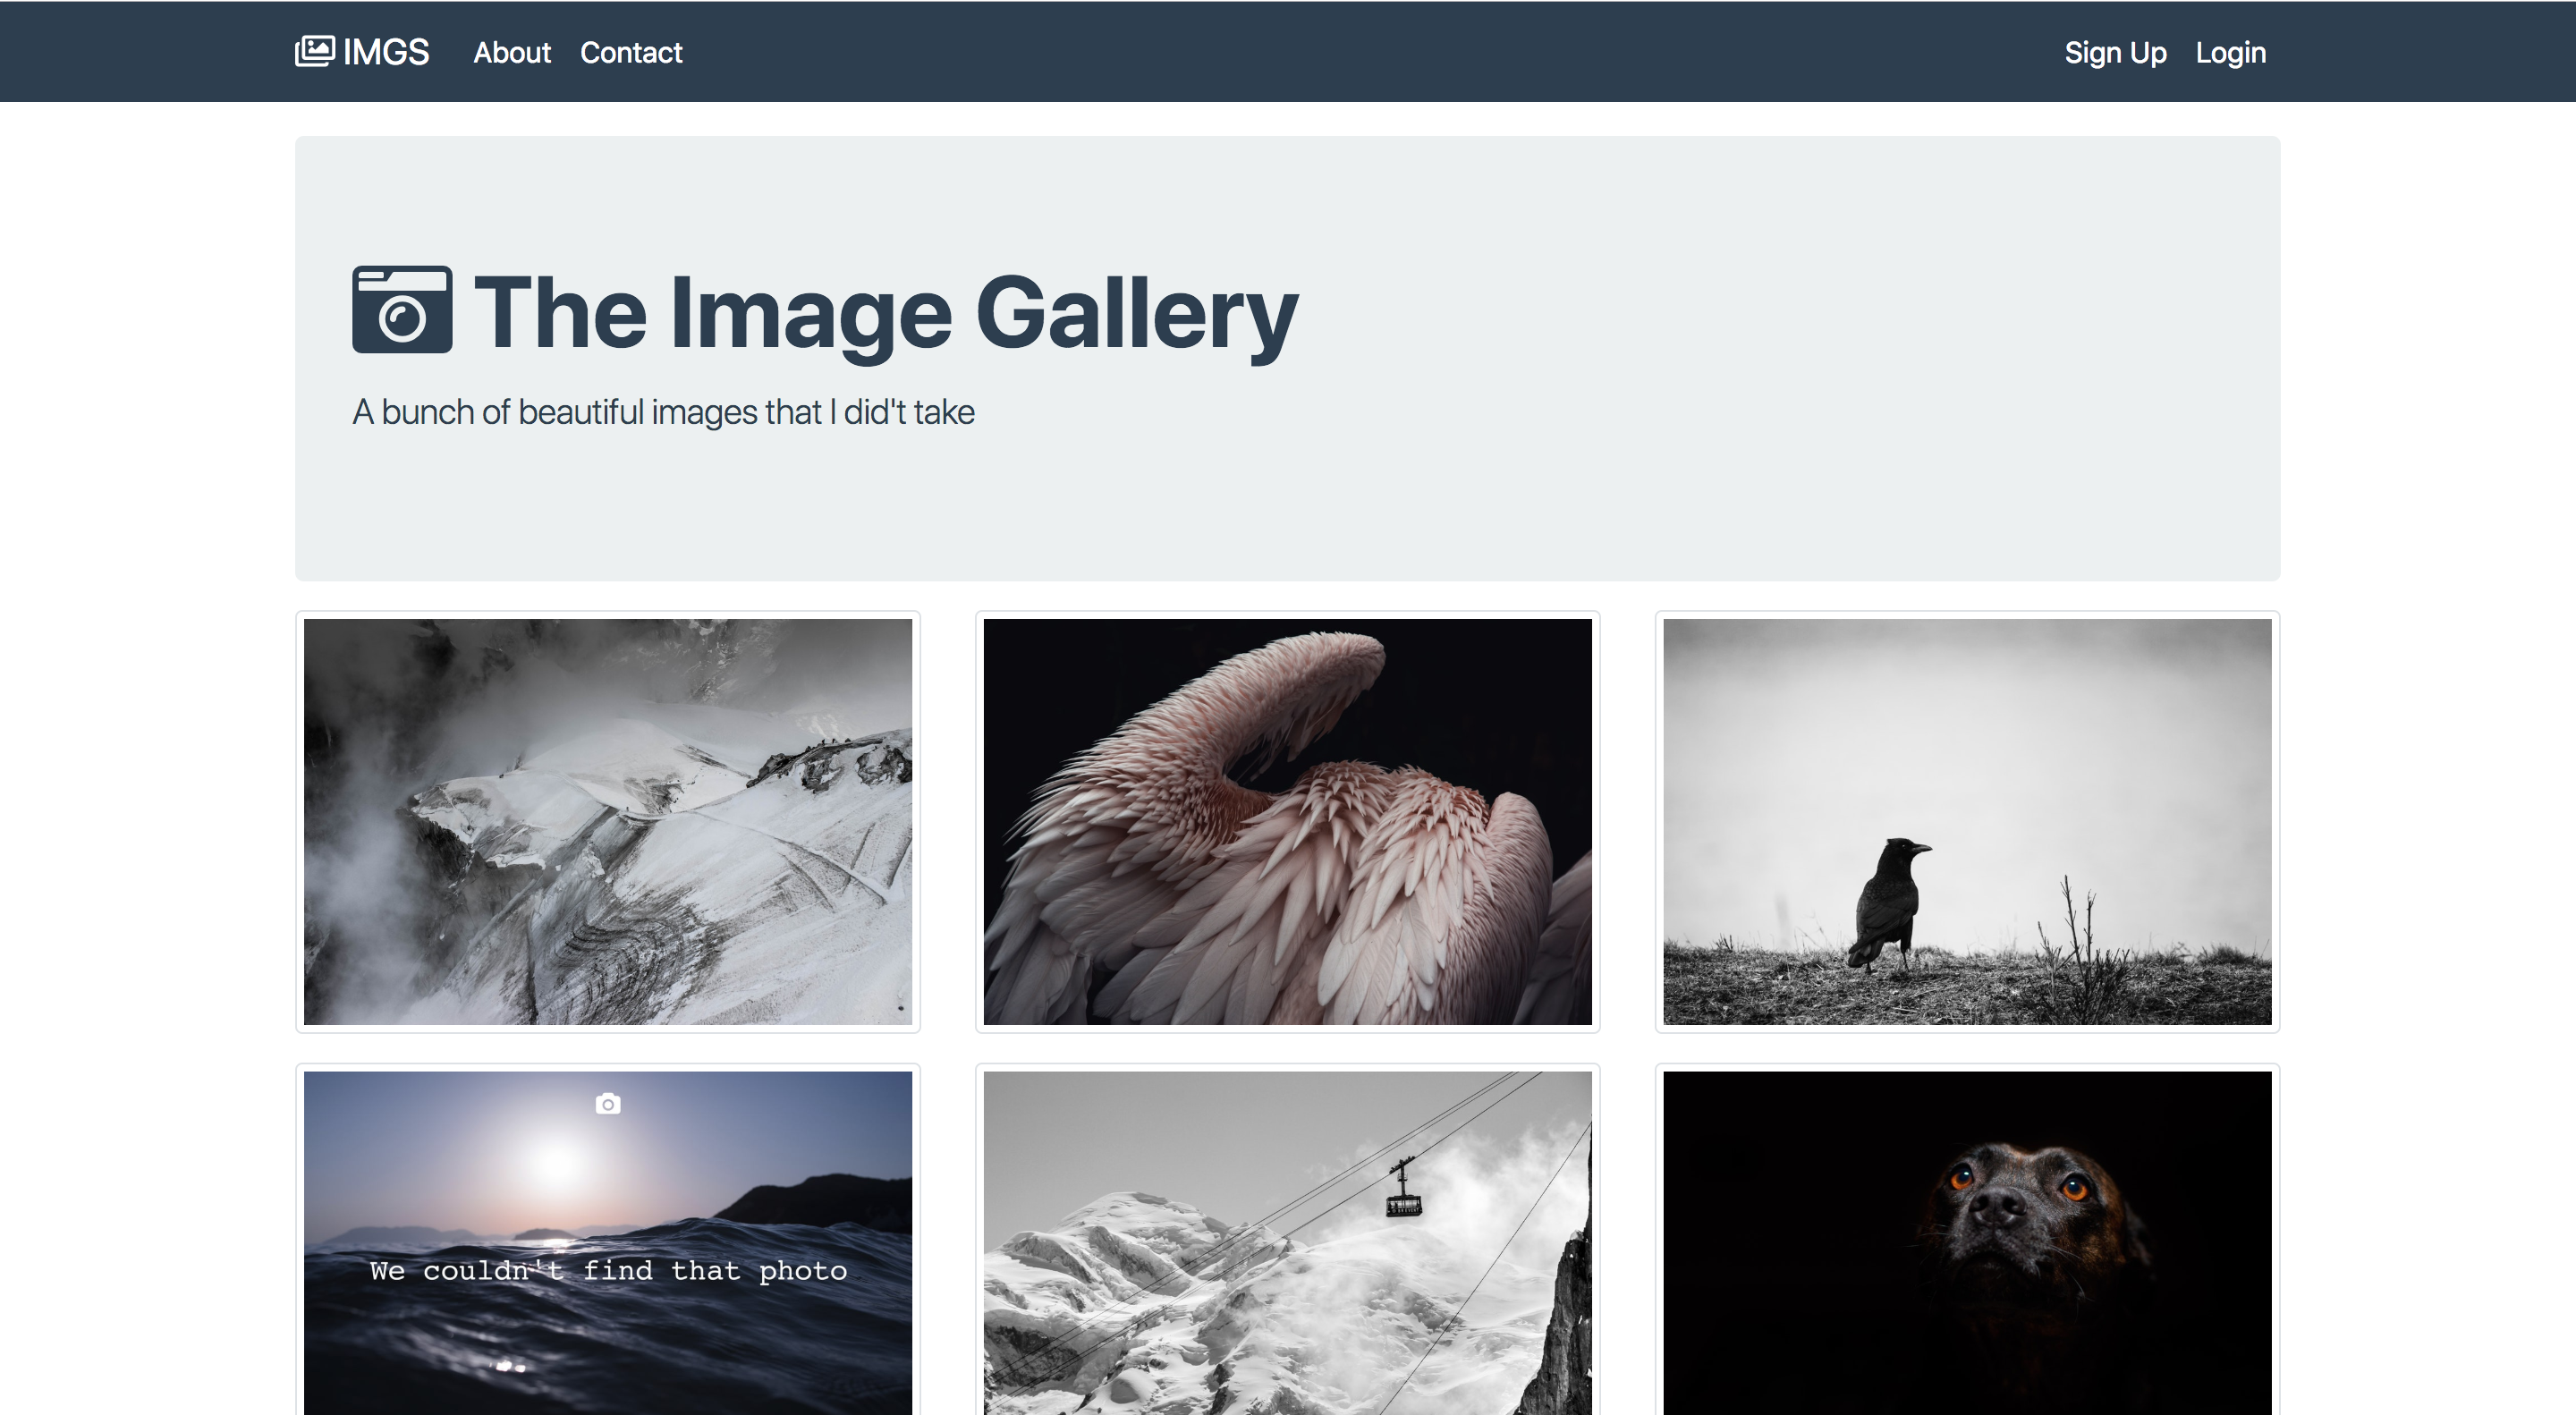 IMGS About Contact Sign Up Login
The Image Gallery
A bunch of beautiful images that I did't take
We couldn't find that photo